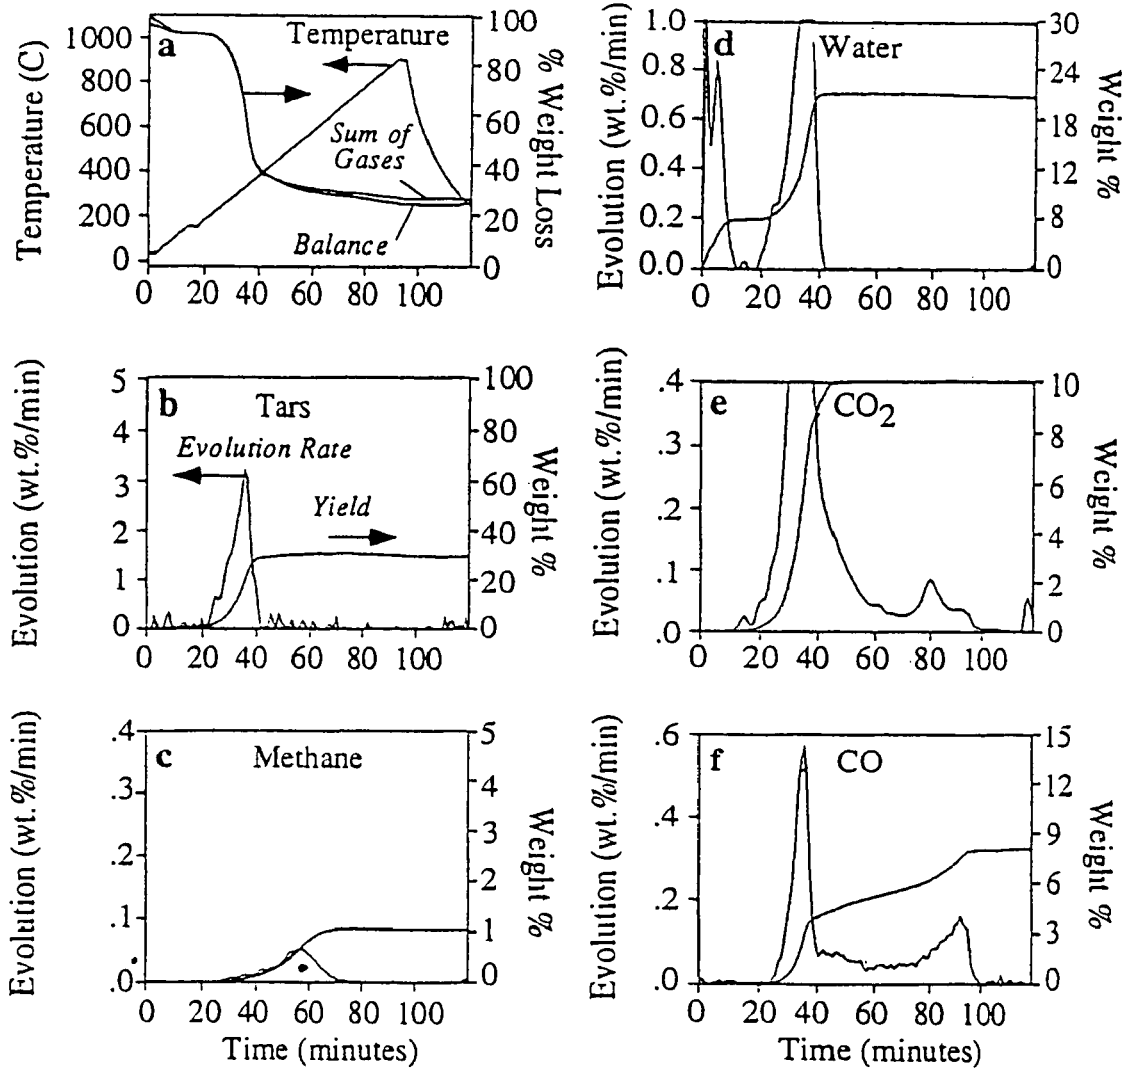 a
Temperature
Sum of
Gases
Balance
Temperature (C)
1000
800
600
400
200
0
% Weight Loss
100
80
60
40
20
0
0 20 40 60 80 100
d
Water
Evolution (wt.%/min)
1.0
0.8
0.6
0.4
0.2
0.0
Weight %
30
24
18
12
8
0
0 20 40 60 80 100
b
Tars
Evolution Rate
Yield
Evolution (wt.%/min)
5
4
3
2
1
0
Weight %
100
80
60
40
20
0
0 20 40 60 80 100
e
CO2
Evolution (wt.%/min)
.4
.3
.2
.1
.0
Weight %
10
8
6
4
2
0
0 20 40 60 80 100
c
Methane
Evolution (wt.%/min)
.4
.3
.2
.1
.0
Weight %
5
4
3
2
1
0
0 20 40 60 80 100
Time (minutes)
f
CO
Evolution (wt.%/min)
.6
.4
.2
.0
Weight %
15
12
9
6
3
0
0 20 40 60 80 100
Time (minutes)